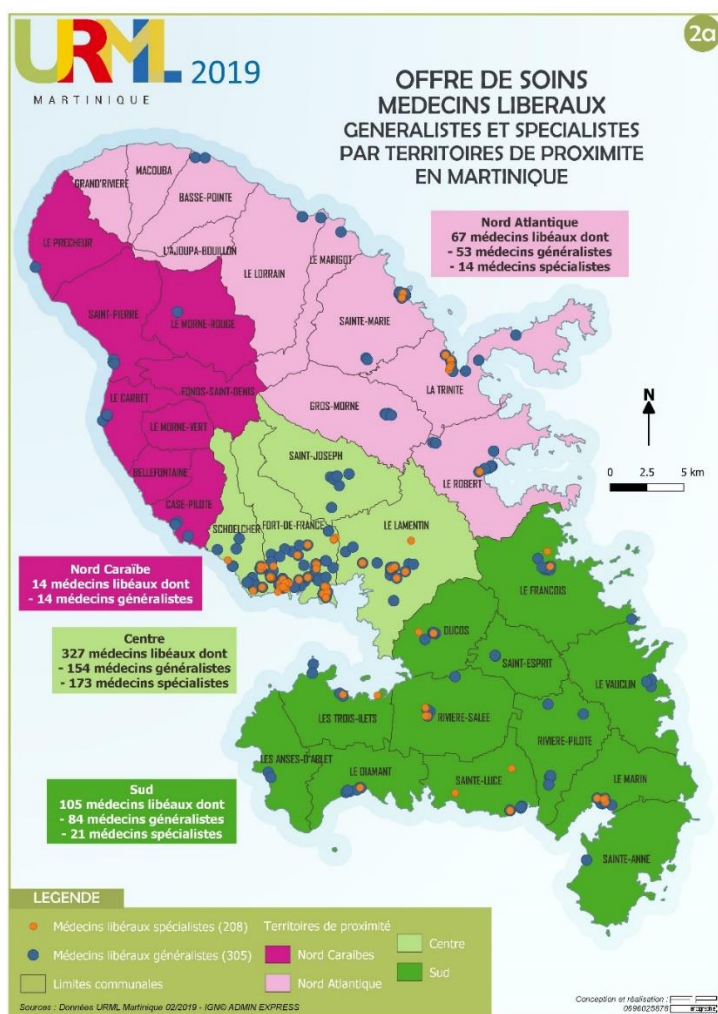 URML 2019
MARTINIQUE
2a
OFFRE DE SOINS
MEDECINS LIBERAUX
GENERALISTES ET SPECIALISTES
PAR TERRITOIRES DE PROXIMITE
EN MARTINIQUE
Nord Atlantique
67 médecins libéaux dont
- 53 médecins généralistes
- 14 médecins spécialistes
GRAND'RIVIERE
MACOUBA
BASSE-POINTE
LE PRECHEUR
L'AJOUPA-BOUILLON
LE LORRAIN
LE MARIGOT
SAINT-PIERRE
LE MORNE-ROUGE
SAINTE-MARIE
LE CARBET
FONDS-SAINT-DENIS
LA TRINITE
LE MORNE-VERT
GROS-MORNE
N
BELLEFONTAINE
SAINT-JOSEPH
LE ROBERT
0 2.5 5 km
CASE-PILOTE
SCHOELCHER
FORT-DE-FRANCE
LE LAMENTIN
Nord Caraïbe
14 médecins libéaux dont
- 14 médecins généralistes
LE FRANÇOIS
Centre
327 médecins libéaux dont
- 154 médecins généralistes
- 173 médecins spécialistes
DUCOS
SAINT-ESPRIT
LE VAUCLIN
LES TROIS-ILETS
RIVIERE-SALEE
RIVIERE-PILOTE
LES ANSES-D'ARLET
LE DIAMANT
SAINTE-LUCE
LE MARIN
Sud
105 médecins libéaux dont
- 84 médecins généralistes
- 21 médecins spécialistes
SAINTE-ANNE
LEGENDE
Médecins libéraux spécialistes (208)
Médecins libéraux généralistes (305)
Limites communales
Territoires de proximité
Nord Caraïbes
Nord Atlantique
Centre
Sud
Sources : Données URML Martinique 02/2019 - IGN© ADMIN EXPRESS
Conception et réalisation :
0696025878